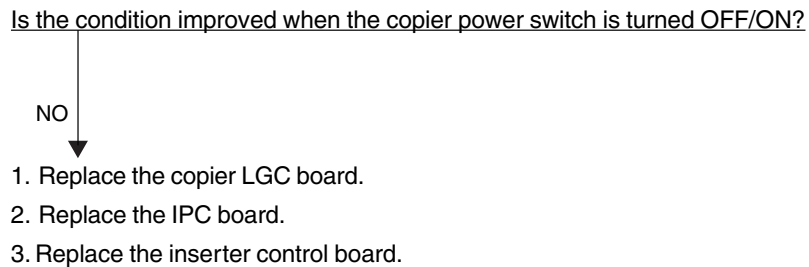 Is the condition improved when the copier power switch is turned OFF/ON?
NO
1. Replace the copier LGC board.
2. Replace the IPC board.
3. Replace the inserter control board.